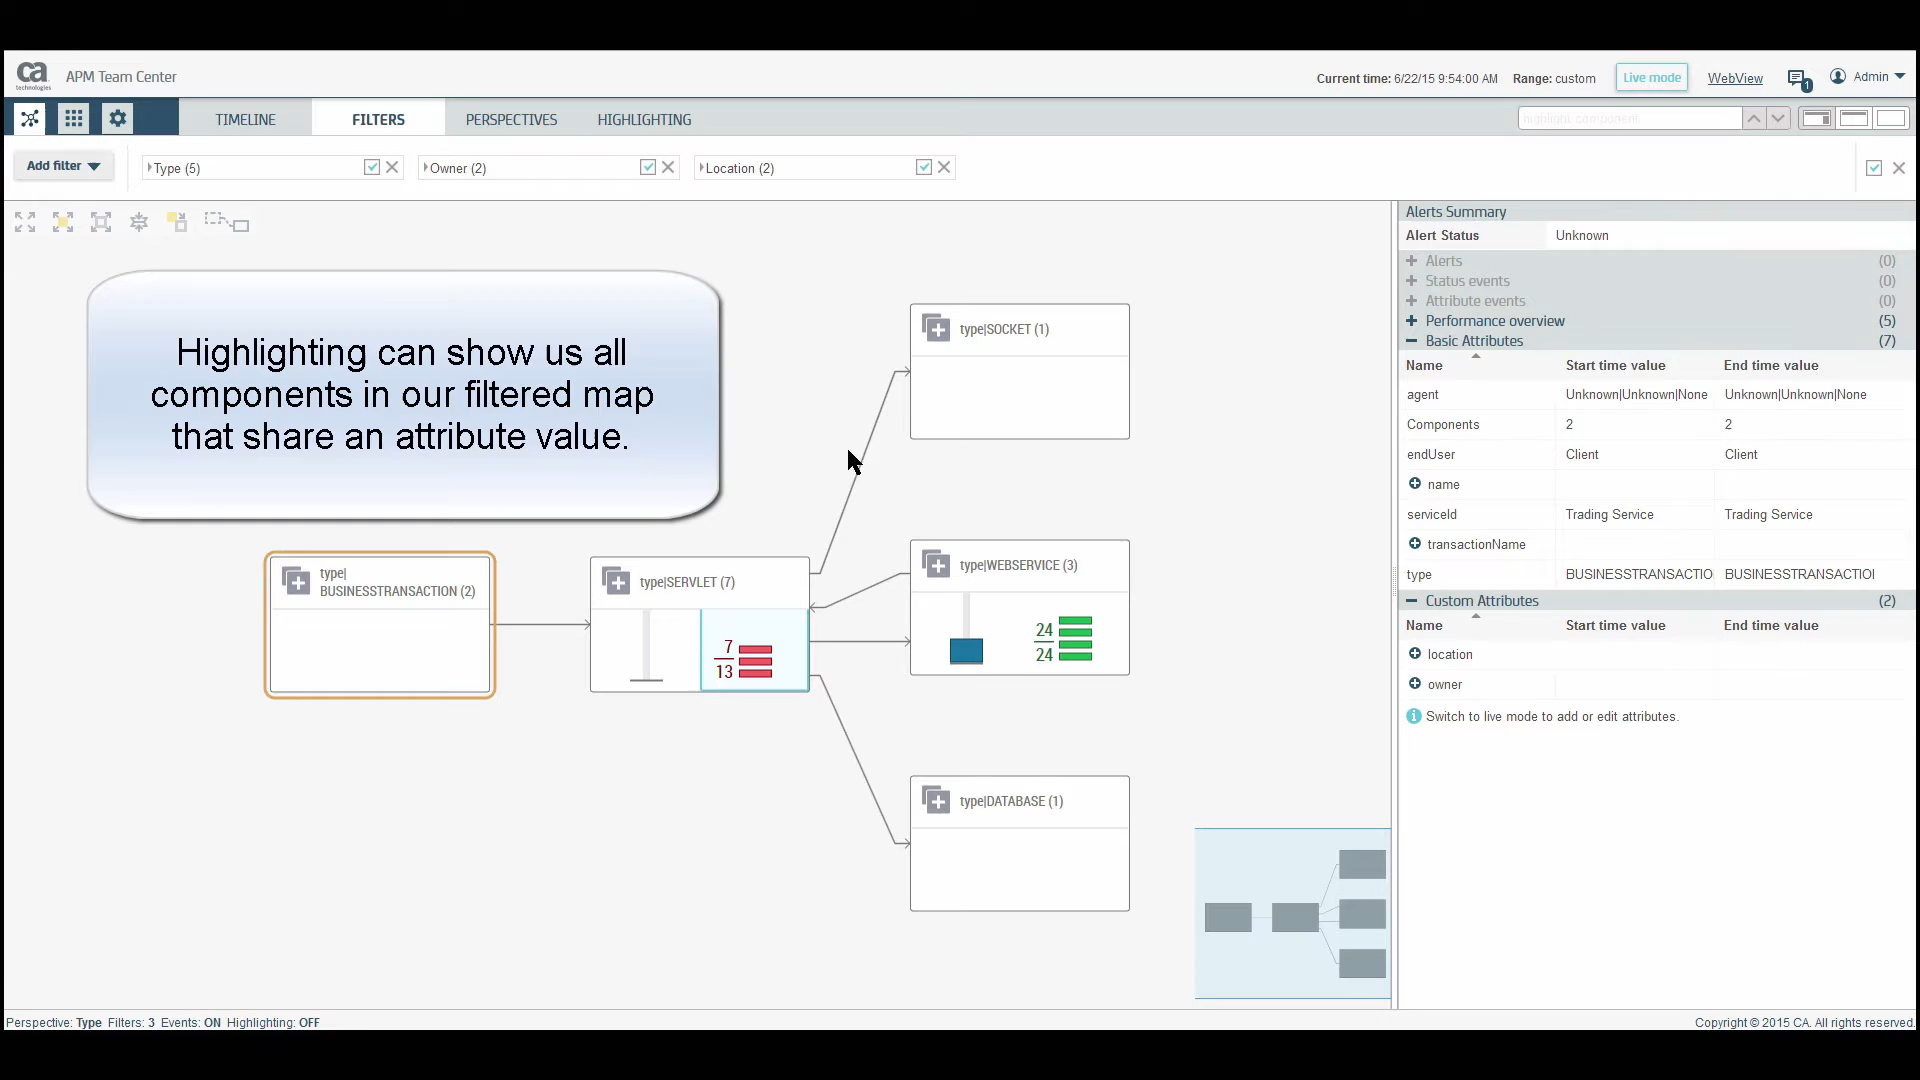 ca
technologies
APM Team Center
Current time: 6/22/15 9:54:00 AM Range: custom Live mode WebView 1 Admin
TIMELINE FILTERS PERSPECTIVES HIGHLIGHTING highlight component
Add filter Type (5) Owner (2) Location (2)
Highlighting can show us all
components in our filtered map
that share an attribute value.
type|SOCKET (1)
type|
BUSINESSTRANSACTION (2)
type|SERVLET (7)
7
13
type|WEBSERVICE (3)
24
24
type|DATABASE (1)
Alerts Summary
Alert Status Unknown
Alerts (0)
Status events (0)
Attribute events (0)
Performance overview (5)
Basic Attributes (7)
Name Start time value End time value
agent Unknown|Unknown|None Unknown|Unknown|None
Components 2 2
endUser Client Client
name
serviceId Trading Service Trading Service
transactionName
type BUSINESSTRANSACTIO BUSINESSTRANSACTIOI
Custom Attributes (2)
Name Start time value End time value
location
owner
Switch to live mode to add or edit attributes.
Perspective: Type Filters: 3 Events: ON Highlighting: OFF
Copyright © 2015 CA. All rights reserved.